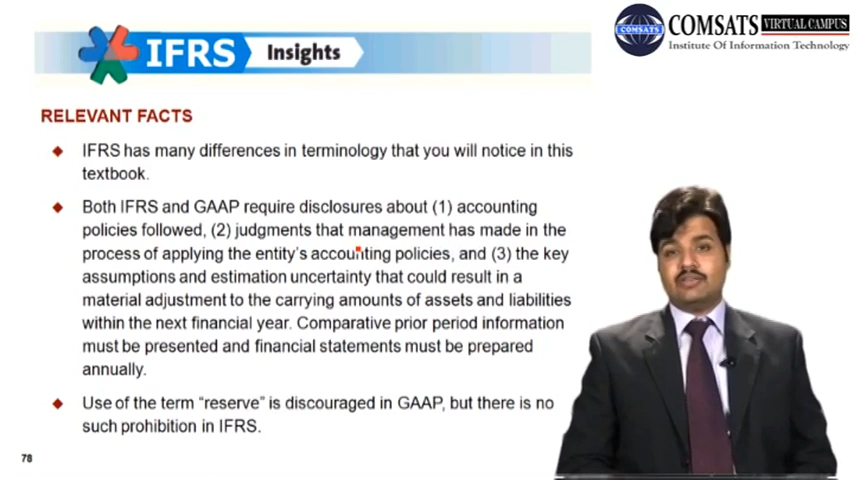 IFRS Insights
COMSATS VIRTUAL CAMPUS
COMSATS
Institute Of Information Technology
RELEVANT FACTS
IFRS has many differences in terminology that you will notice in this
textbook.
Both IFRS and GAAP require disclosures about (1) accounting
policies followed, (2) judgments that management has made in the
process of applying the entity's accounting policies, and (3) the key
assumptions and estimation uncertainty that could result in a
material adjustment to the carrying amounts of assets and liabilities
within the next financial year. Comparative prior period information
must be presented and financial statements must be prepared
annually.
Use of the term “reserve” is discouraged in GAAP, but there is no
such prohibition in IFRS.
78